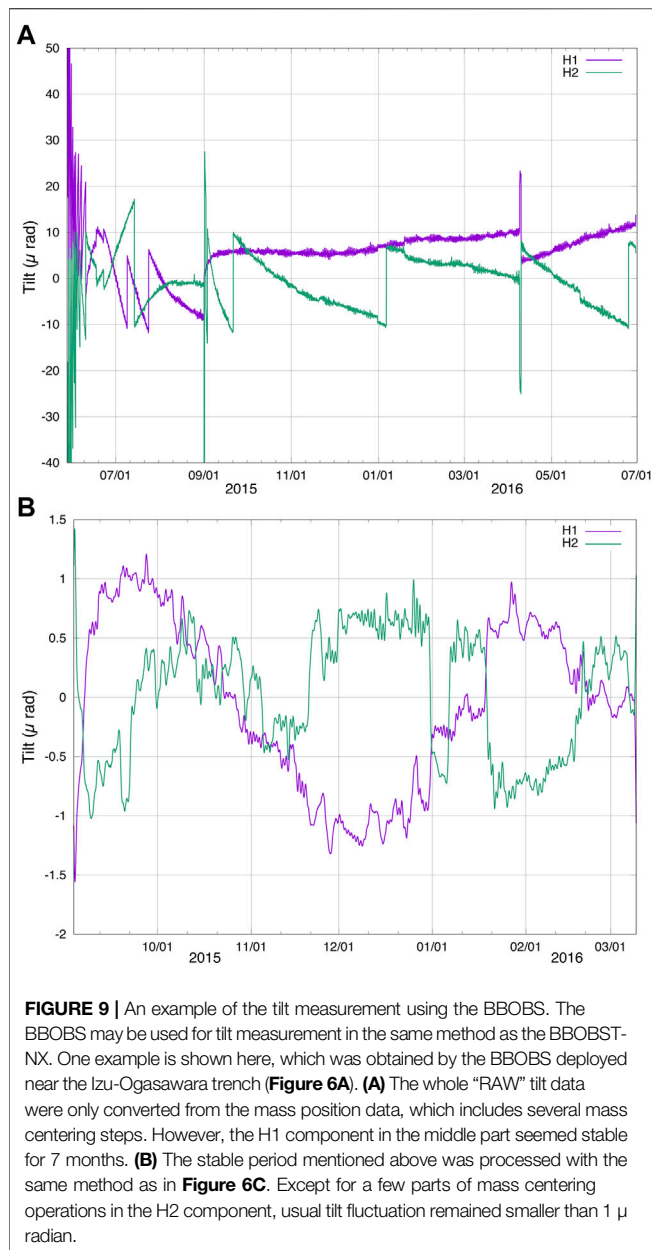 A
50
40
30
20
10
0
-10
-20
-30
-40
Tilt (μ rad)
H1
H2
07/01 09/01 11/01 01/01 03/01 05/01 07/01
2015 2016
B
1.5
1
0.5
0
-0.5
-1
-1.5
-2
Tilt (μ rad)
H1
H2
10/01 11/01 12/01 01/01 02/01 03/01
2015 2016
FIGURE 9 | An example of the tilt measurement using the BBOBS. The
BBOBS may be used for tilt measurement in the same method as the BBOBST-
NX. One example is shown here, which was obtained by the BBOBS deployed
near the Izu-Ogasawara trench (Figure 6A). (A) The whole “RAW” tilt data
were only converted from the mass position data, which includes several mass
centering steps. However, the H1 component in the middle part seemed stable
for 7 months. (B) The stable period mentioned above was processed with the
same method as in Figure 6C. Except for a few parts of mass centering
operations in the H2 component, usual tilt fluctuation remained smaller than 1 μ
radian.